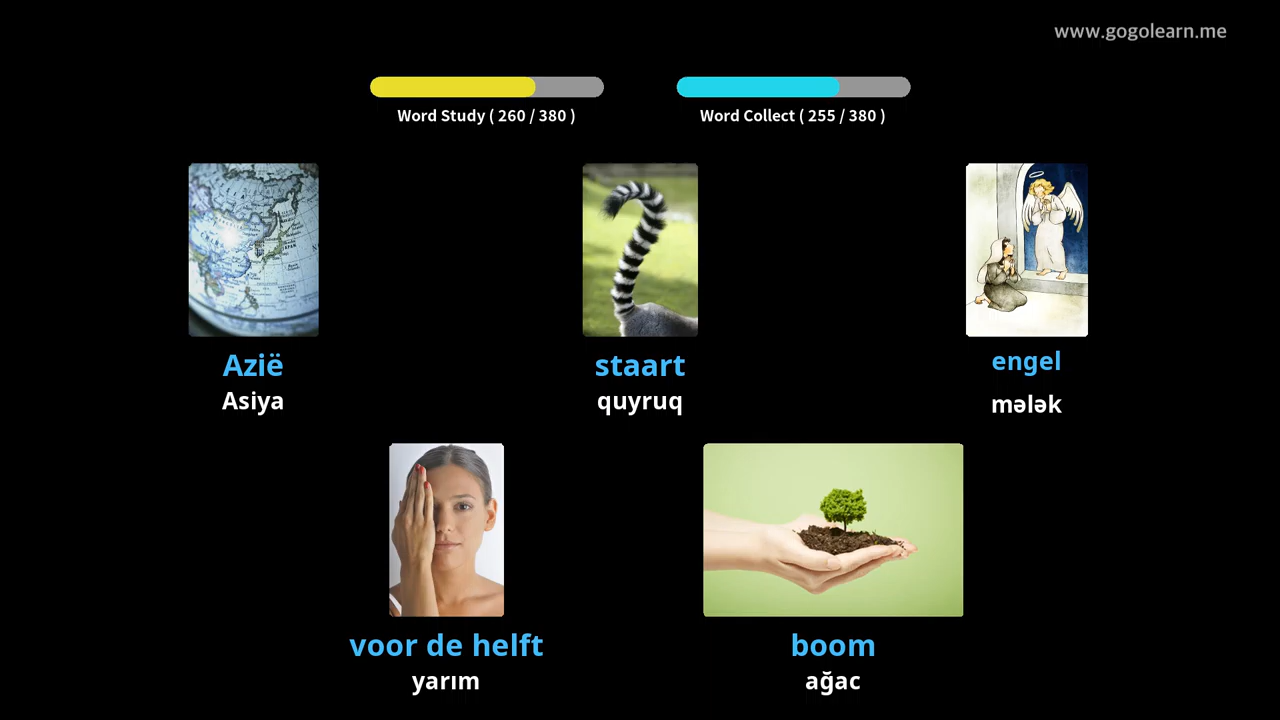 www.gogolearn.me
Word Study ( 260 / 380 )
Word Collect ( 255 / 380 )
Azië
Asiya
staart
quyruq
engel
mələk
voor de helft
yarım
boom
ağac